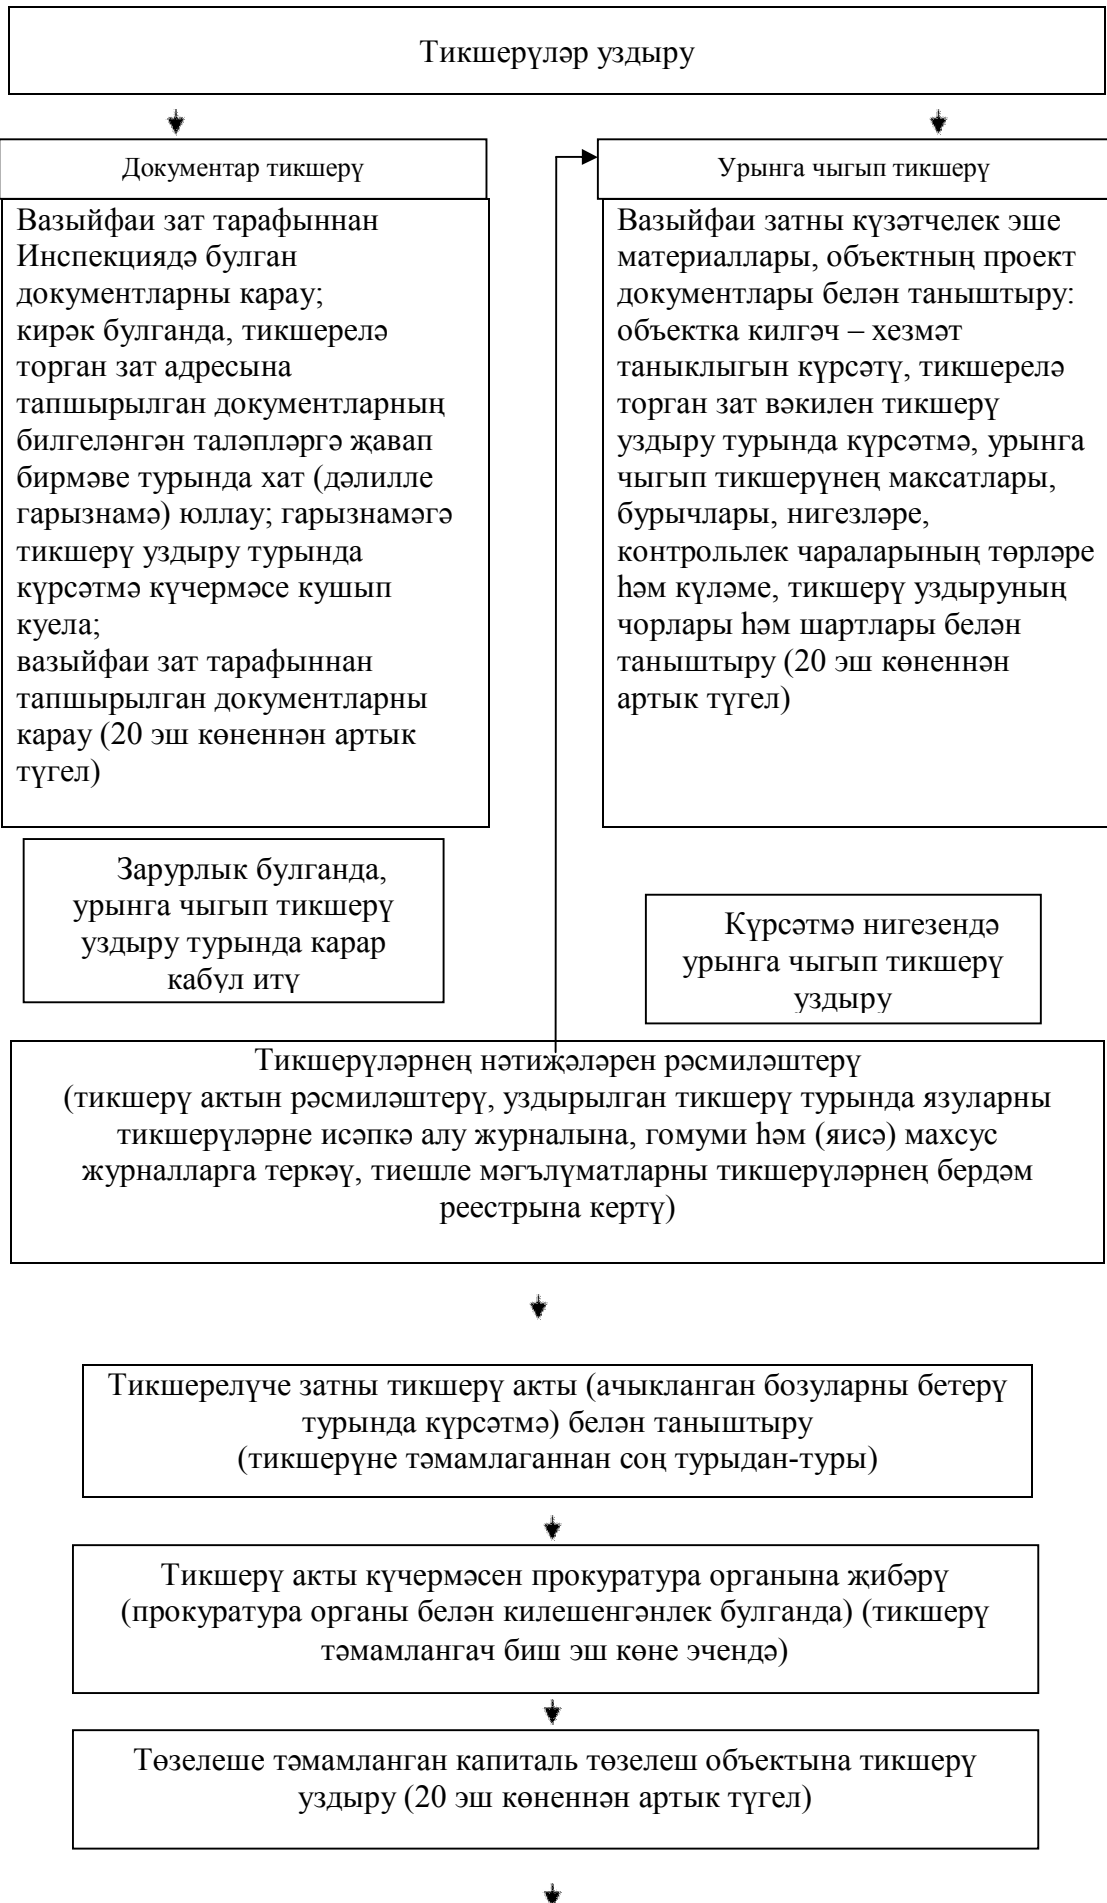 Тикшерүләр уздыру
Документар тикшерү
Вазыйфаи зат тарафыннан
Инспекциядә булган
документларны карау;
кирәк булганда, тикшерелә
торган зат адресына
тапшырылган документларның
билгеләнгән таләпләргә җавап
бирмәве турында хат (дәлилле
гарызнамә) юллау; гарызнамәгә
тикшерү уздыру турында
күрсәтмә күчермәсе кушып
куела;
вазыйфаи зат тарафыннан
тапшырылган документларны
карау (20 эш көненнән артык
түгел)
Урынга чыгып тикшерү
Вазыйфаи затны күзәтчелек эше
материаллары, объектның проект
документлары белән таныштыру:
объектка килгәч – хезмәт
таныклыгын күрсәтү, тикшерелә
торган зат вәкилен тикшерү
уздыру турында күрсәтмә, урынга
чыгып тикшерүнең максатлары,
бурычлары, нигезләре,
контрольлек чараларының төрләре
һәм күләме, тикшерү уздыруның
чорлары һәм шартлары белән
таныштыру (20 эш көненнән
артык түгел)
Зарурлык булганда,
урынга чыгып тикшерү
уздыру турында карар
кабул итү
Күрсәтмә нигезендә
урынга чыгып тикшерү
уздыру
Тикшерүләрнең нәтиҗәләрен рәсмиләштерү
(тикшерү актын рәсмиләштерү, уздырылган тикшерү турында язуларны
тикшерүләрне исәпкә алу журналына, гомуми һәм (яисә) махсус
журналларга теркәү, тиешле мәгълүматларны тикшерүләрнең бердәм
реестрына кертү)
Тикшерелүче затны тикшерү акты (ачыкланган бозуларны бетерү
турында күрсәтмә) белән таныштыру
(тикшерүне тәмамлаганнан соң турыдан-туры)
Тикшерү акты күчермәсен прокуратура органына җибәрү
(прокуратура органы белән килешенгәнлек булганда) (тикшерү
тәмамлангач биш эш көне эчендә)
Төзелеше тәмамланган капиталь төзелеш объектына тикшерү
уздыру (20 эш көненнән артык түгел)